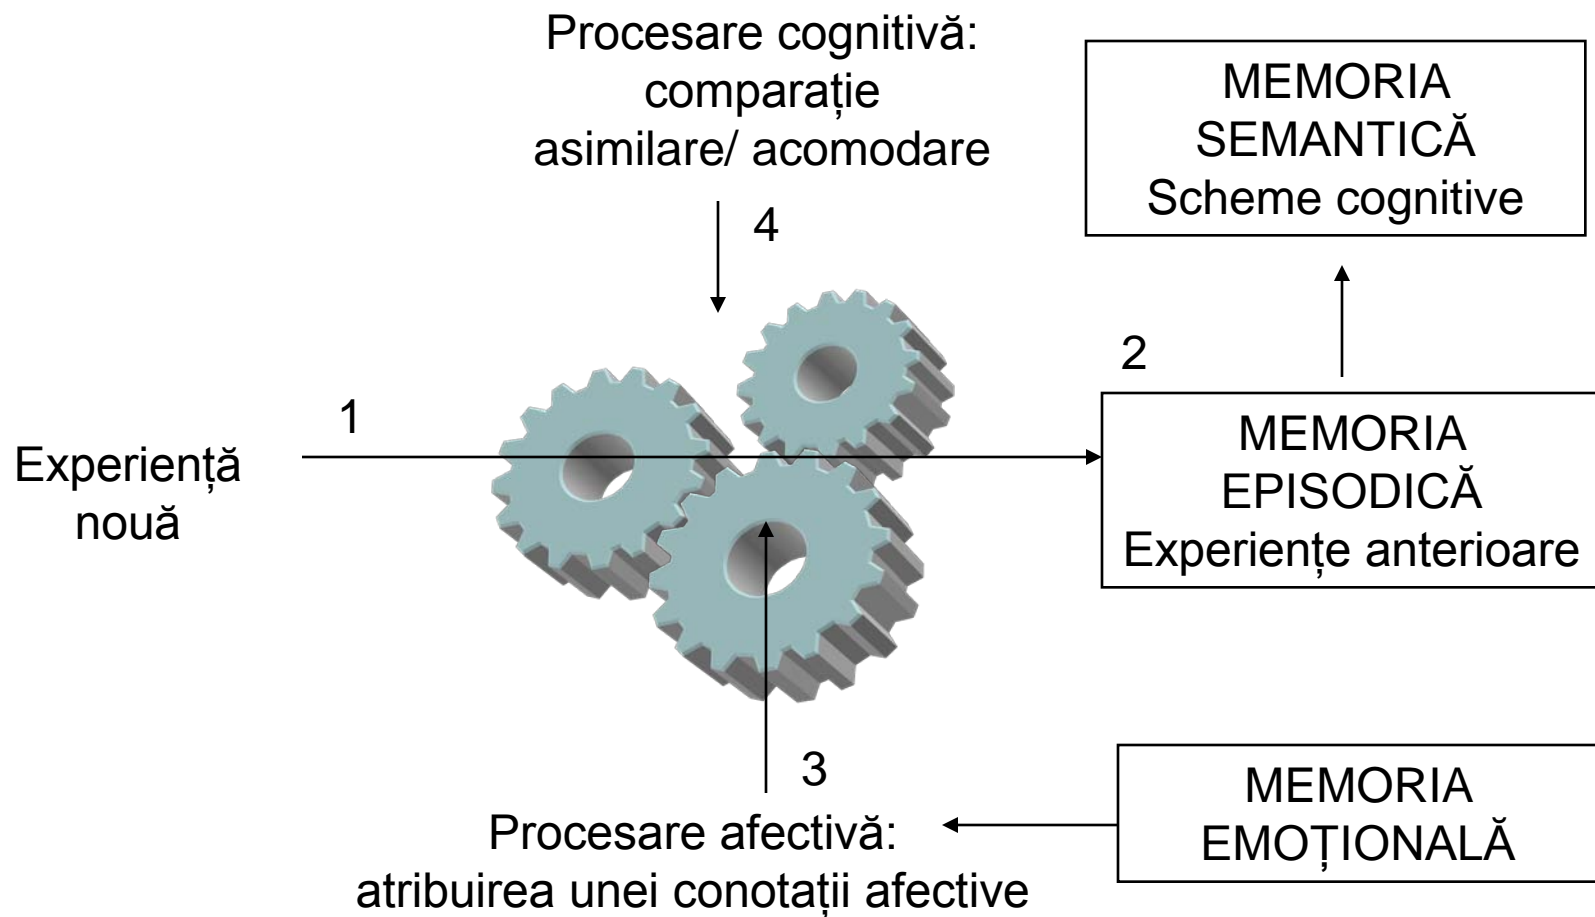 Procesare cognitivă:
comparație
asimilare/ acomodare
4
MEMORIA
SEMANTICĂ
Scheme cognitive
1
Experiență
nouă
2
MEMORIA
EPISODICĂ
Experiențe anterioare
3
Procesare afectivă:
atribuirea unei conotații afective
MEMORIA
EMOȚIONALĂ